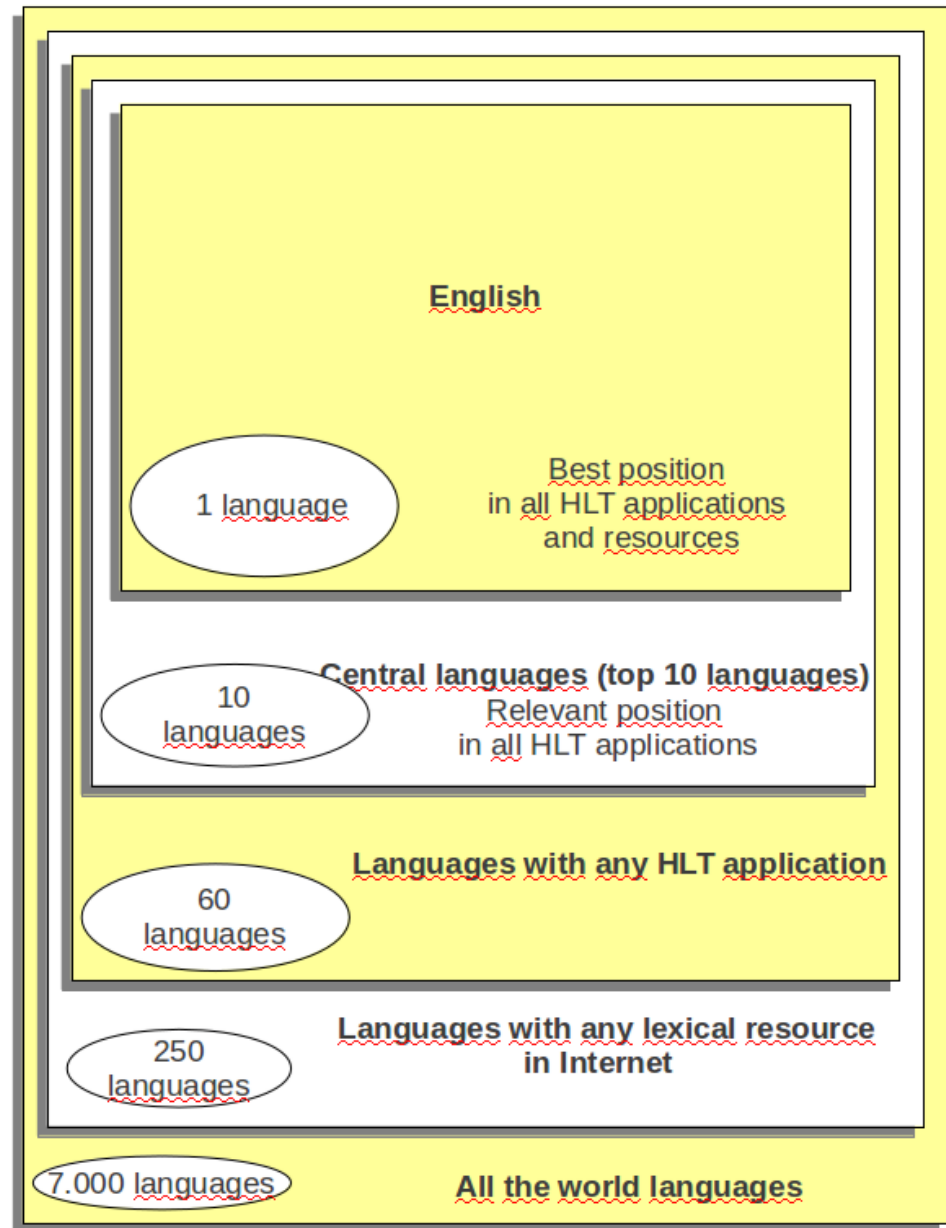 English
1 language
Best position
in all HLT applications
and resources
10
languages
Central languages (top 10 languages)
Relevant position
in all HLT applications
Languages with any HLT application
60
languages
Languages with any lexical resource
in Internet
250
languages
7.000 languages
All the world languages